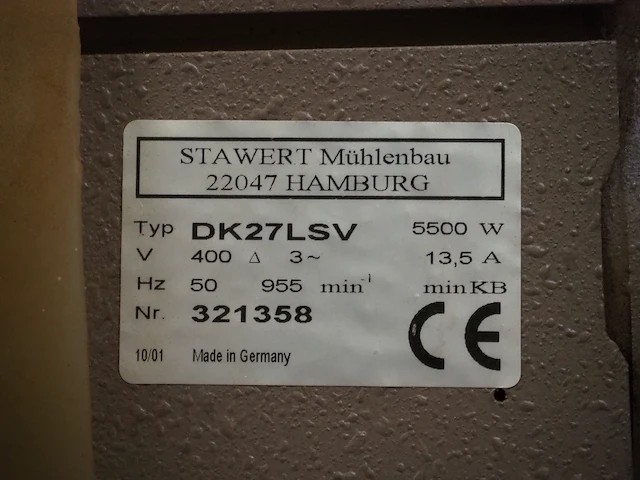 STAWERT Mühlenbau
22047 HAMBURG
Typ DK27LSV 5500 W
V 400 Δ 3~ 13,5 A
Hz 50 955 min⁻¹ min KB
Nr. 321358 CE
10/01 Made in Germany